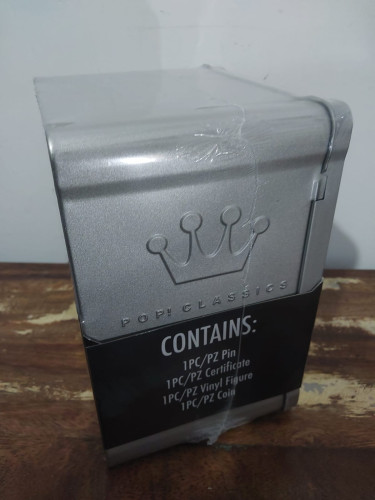 POP! CLASSICS
CONTAINS:
1PC/PZ Pin
1PC/PZ Certificate
1PC/PZ Vinyl Figure
1PC/PZ Coin